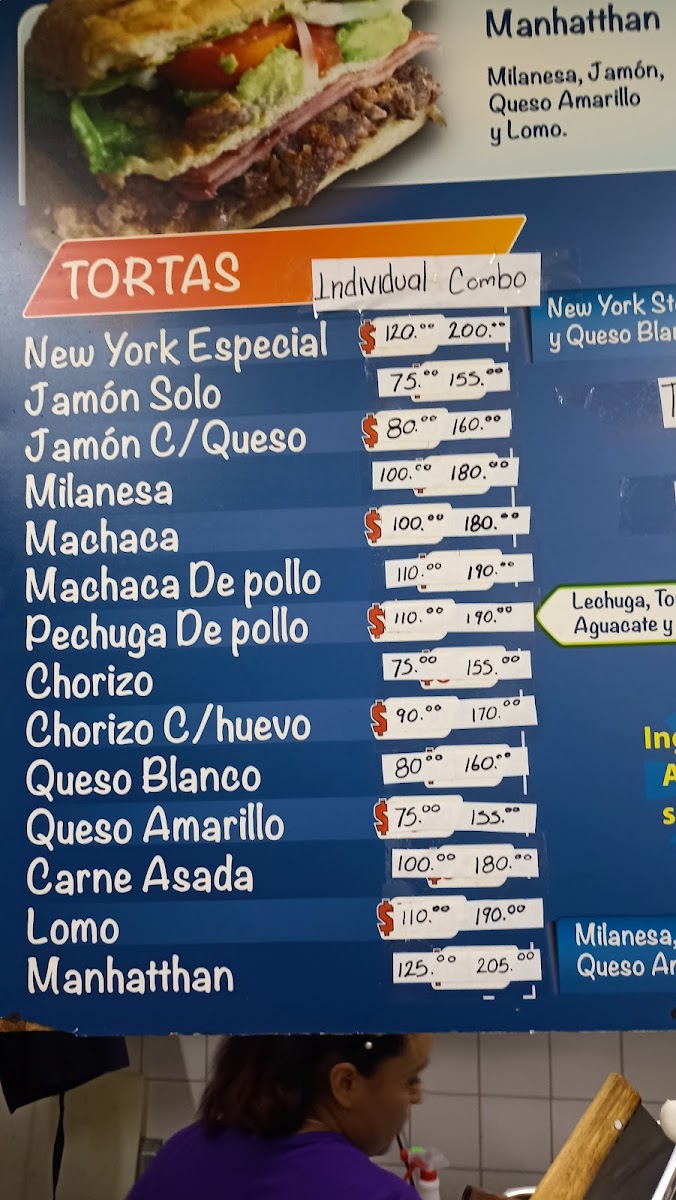 Manhatthan
Milanesa, Jamón,
Queso Amarillo
y Lomo.
TORTAS
Individual Combo
New York Especial $ 120.00 200.00
Jamón Solo 75.00 155.00
Jamón C/Queso $ 80.00 160.00
Milanesa 100.00 180.00
Machaca $ 100.00 180.00
Machaca De pollo 110.00 190.00
Pechuga De pollo $ 110.00 190.00
Chorizo 75.00 155.00
Chorizo C/huevo $ 90.00 170.00
Queso Blanco 80.00 160.00
Queso Amarillo $ 75.00 155.00
Carne Asada 100.00 180.00
Lomo $ 110.00 190.00
Manhatthan 125.00 205.00
New York
y Queso
Lechuga,
Aguacate y
Milanesa,
Queso